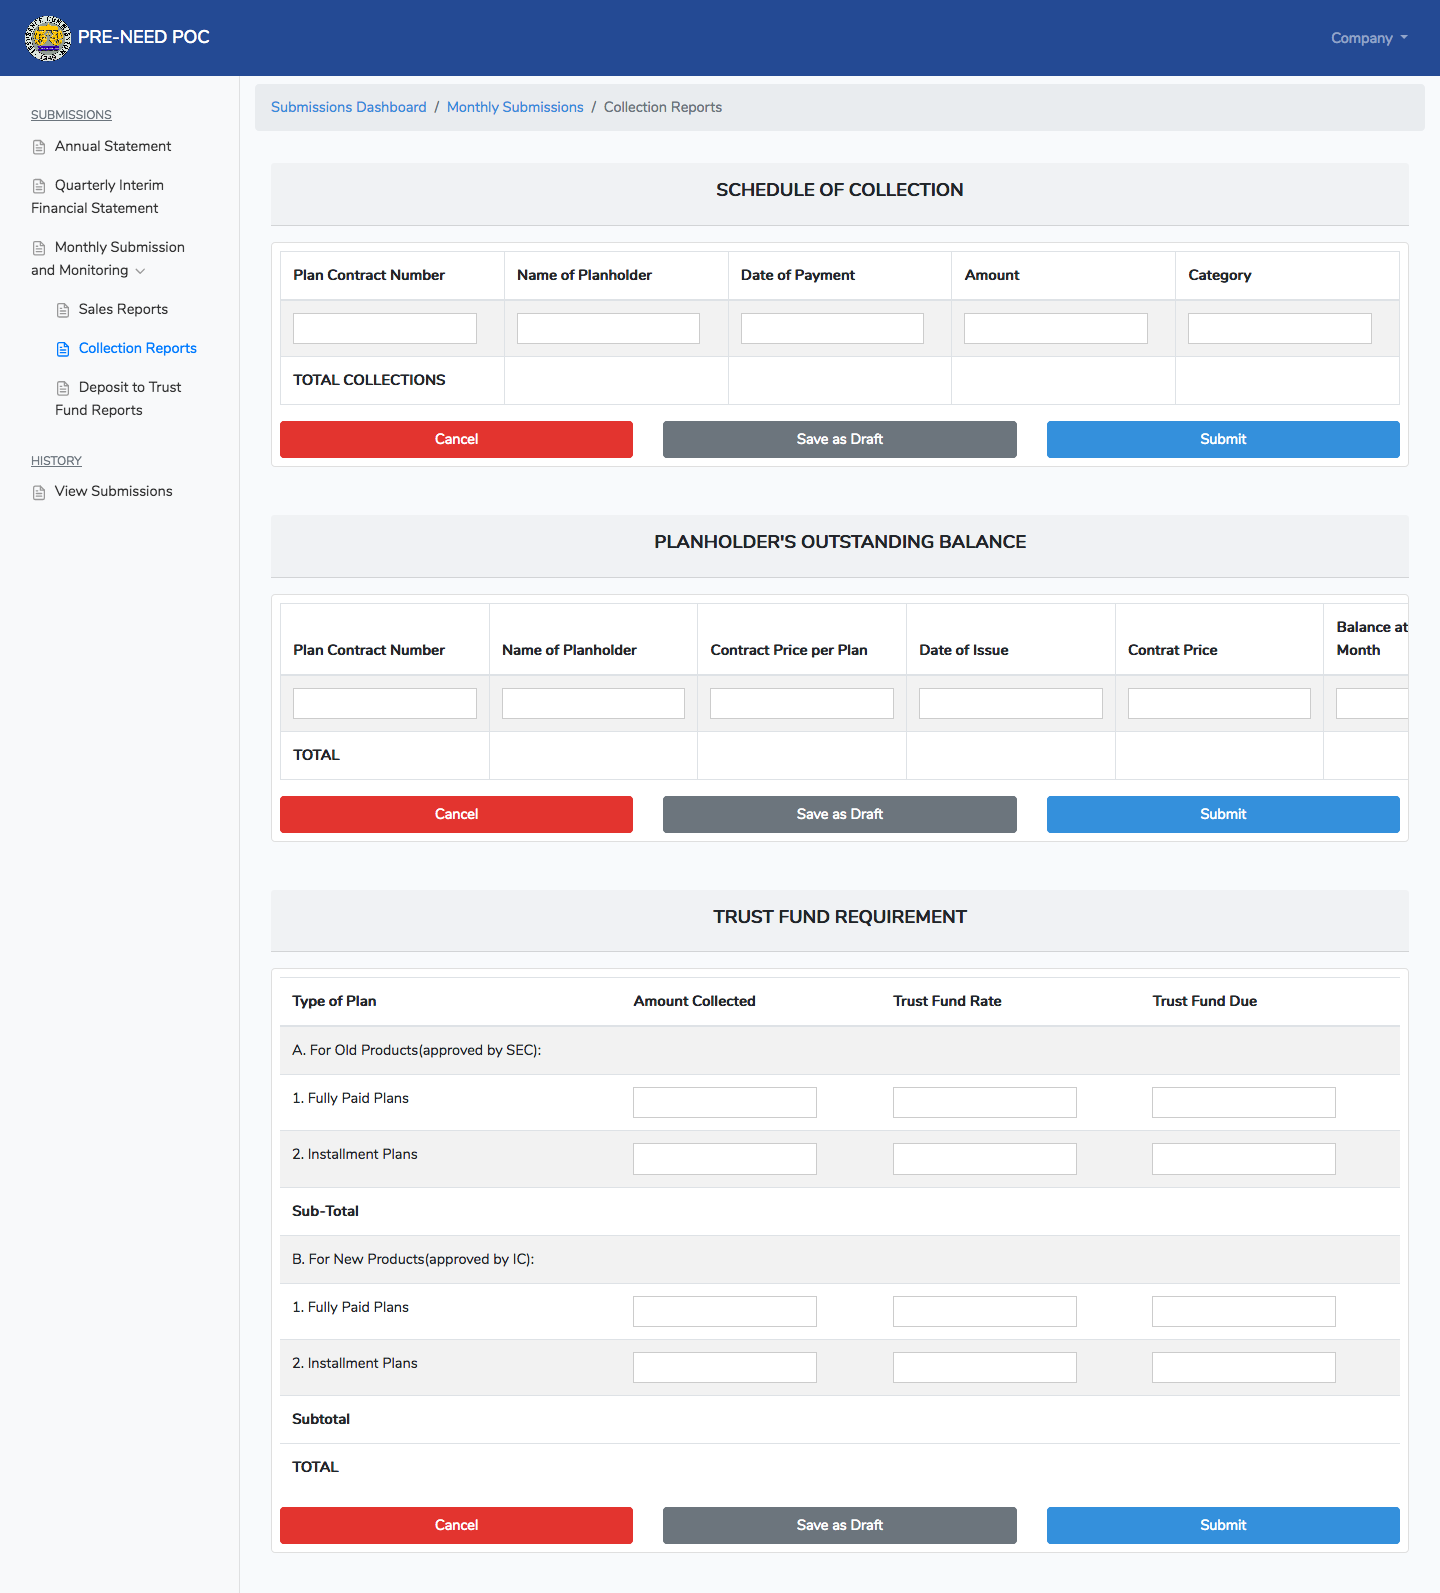 PRE-NEED POC
Company
SUBMISSIONS
Annual Statement
Quarterly Interim
Financial Statement
Monthly Submission
and Monitoring
Sales Reports
Collection Reports
Deposit to Trust
Fund Reports
HISTORY
View Submissions
Submissions Dashboard / Monthly Submissions / Collection Reports
SCHEDULE OF COLLECTION
Plan Contract Number Name of Planholder Date of Payment Amount Category
TOTAL COLLECTIONS
Cancel Save as Draft Submit
PLANHOLDER'S OUTSTANDING BALANCE
Plan Contract Number Name of Planholder Contract Price per Plan Date of Issue Contrat Price Balance at
Month
TOTAL
Cancel Save as Draft Submit
TRUST FUND REQUIREMENT
Type of Plan Amount Collected Trust Fund Rate Trust Fund Due
A. For Old Products(approved by SEC):
1. Fully Paid Plans
2. Installment Plans
Sub-Total
B. For New Products(approved by IC):
1. Fully Paid Plans
2. Installment Plans
Subtotal
TOTAL
Cancel Save as Draft Submit